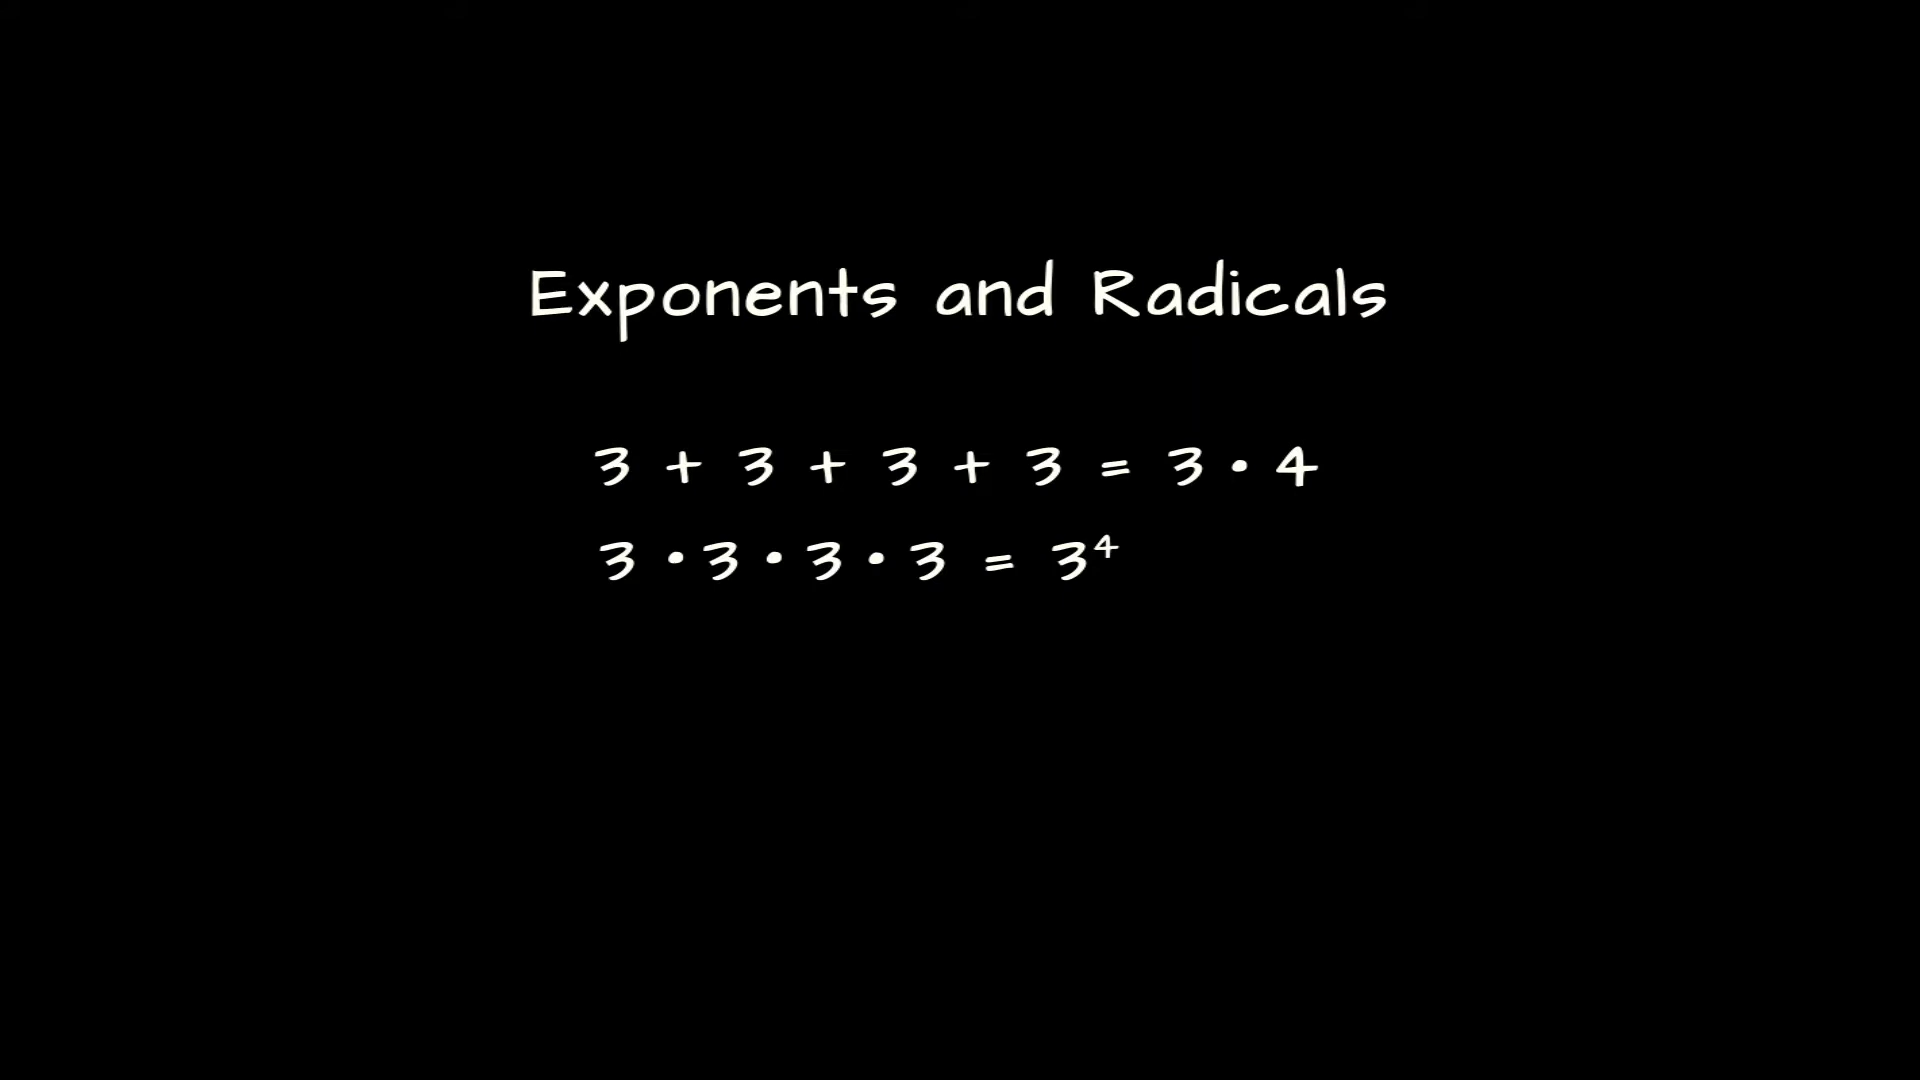 Exponents and Radicals
3 + 3 + 3 + 3 = 3 • 4
3 • 3 • 3 • 3 = 3⁴